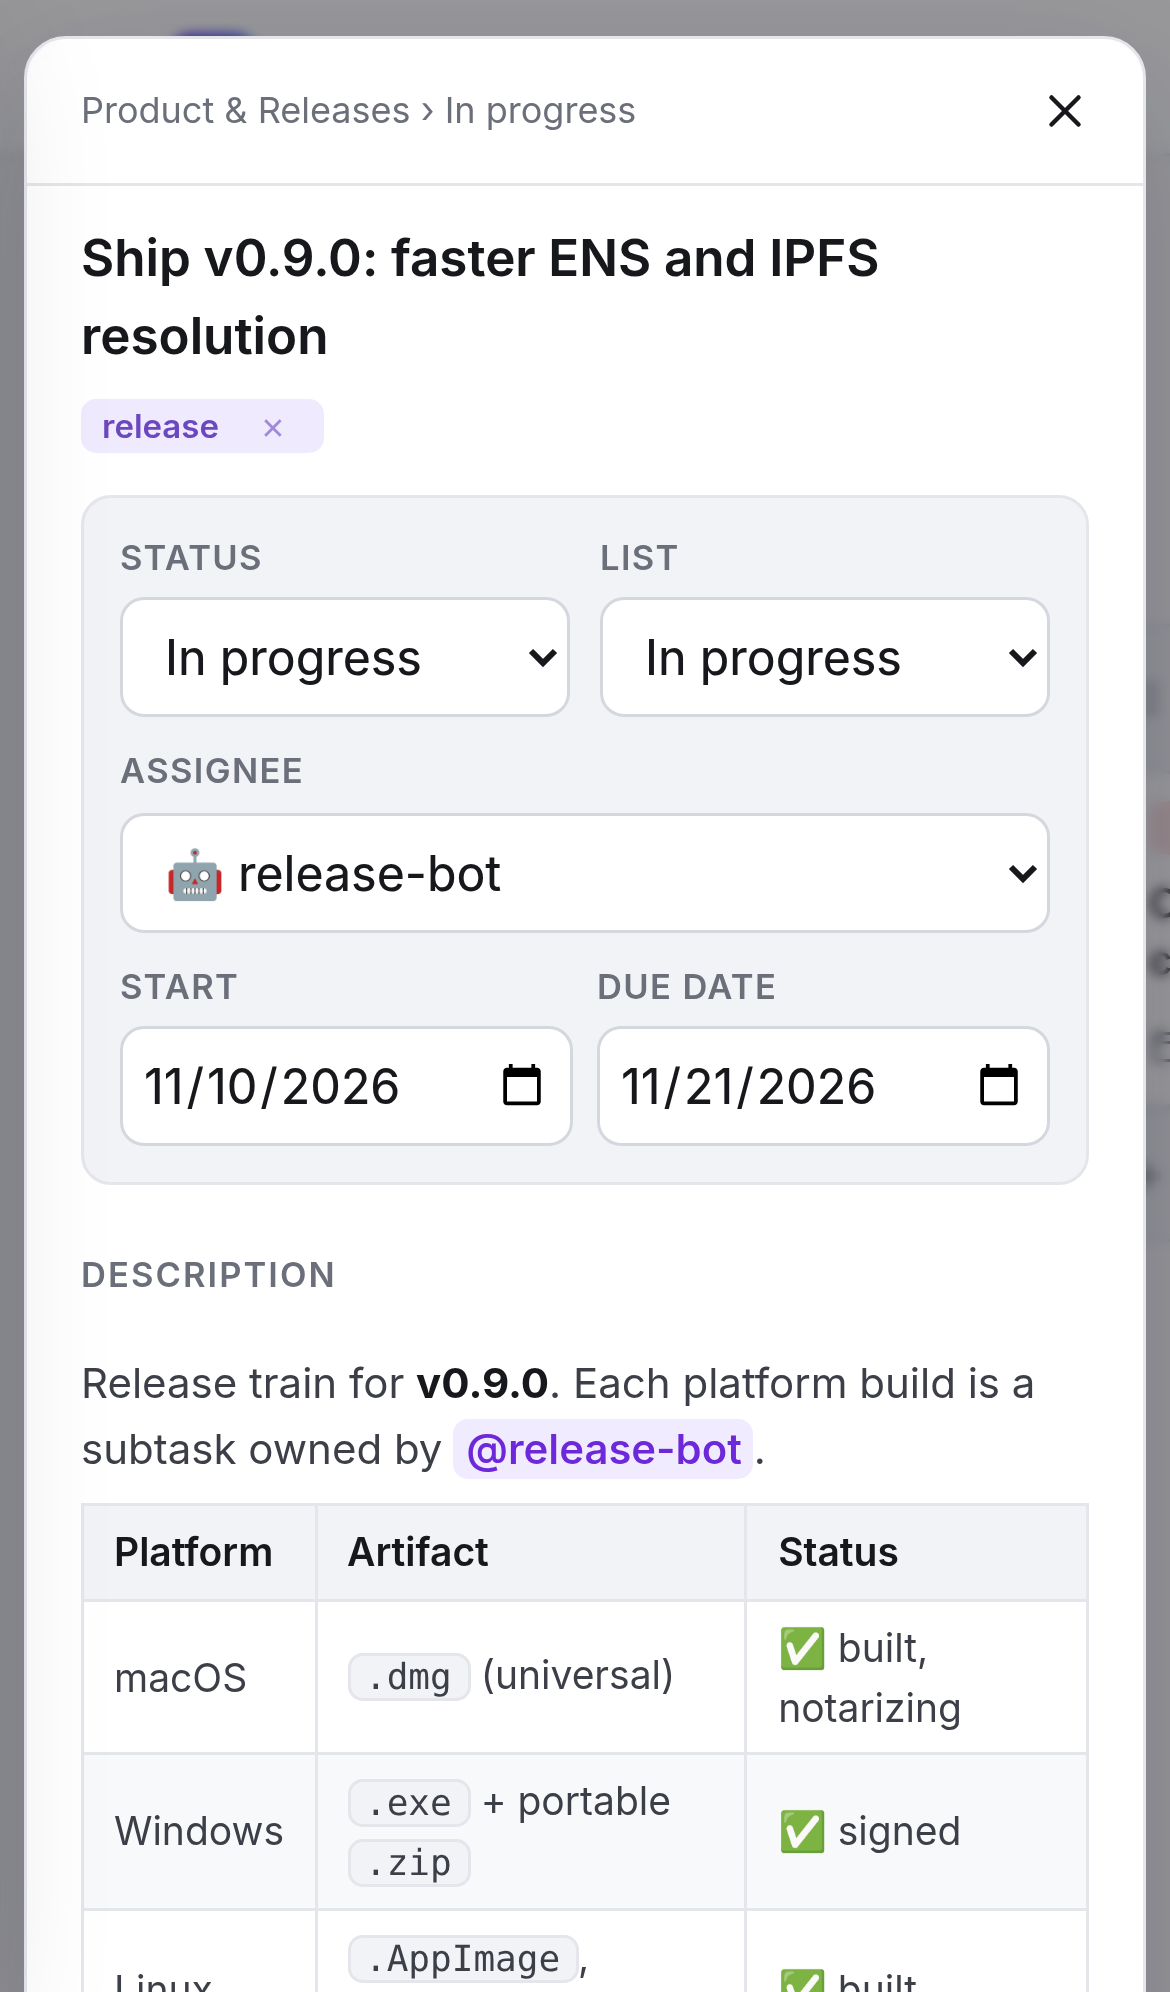 Product & Releases › In progress
Ship v0.9.0: faster ENS and IPFS
resolution
release ×
STATUS LIST
In progress In progress
ASSIGNEE
🤖 release-bot
START DUE DATE
11/10/2026 11/21/2026
DESCRIPTION
Release train for v0.9.0. Each platform build is a
subtask owned by @release-bot.
Platform Artifact Status
macOS .dmg (universal) ✅ built,
notarizing
Windows .exe + portable ✅ signed
.zip
.AppImage,
Linux ✅ built